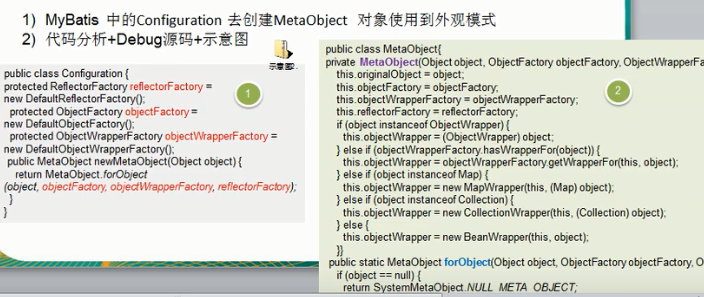 1) MyBatis 中的Configuration 去创建MetaObject 对象使用到外观模式
2) 代码分析+Debug源码+示意图
示意图
public class Configuration {
protected ReflectorFactory reflectorFactory =
new DefaultReflectorFactory();
protected ObjectFactory objectFactory =
new DefaultObjectFactory();
protected ObjectWrapperFactory objectWrapperFactory =
new DefaultObjectWrapperFactory();
public MetaObject newMetaObject(Object object) {
return MetaObject.forObject
(object, objectFactory, objectWrapperFactory, reflectorFactory);
}
}
1
public class MetaObject{
private MetaObject(Object object, ObjectFactory objectFactory, ObjectWrapperFa
this.originalObject = object;
this.objectFactory = objectFactory;
this.objectWrapperFactory = objectWrapperFactory;
this.reflectorFactory = reflectorFactory;
if (object instanceof ObjectWrapper) {
this.objectWrapper = (ObjectWrapper) object;
} else if (objectWrapperFactory.hasWrapperFor(object)) {
this.objectWrapper = objectWrapperFactory.getWrapperFor(this, object);
} else if (object instanceof Map) {
this.objectWrapper = new MapWrapper(this, (Map) object);
} else if (object instanceof Collection) {
this.objectWrapper = new CollectionWrapper(this, (Collection) object);
} else {
this.objectWrapper = new BeanWrapper(this, object);
}}
public static MetaObject forObject(Object object, ObjectFactory objectFactory, O
if (object == null) {
return SystemMetaObject.NULL_META_OBJECT;
2